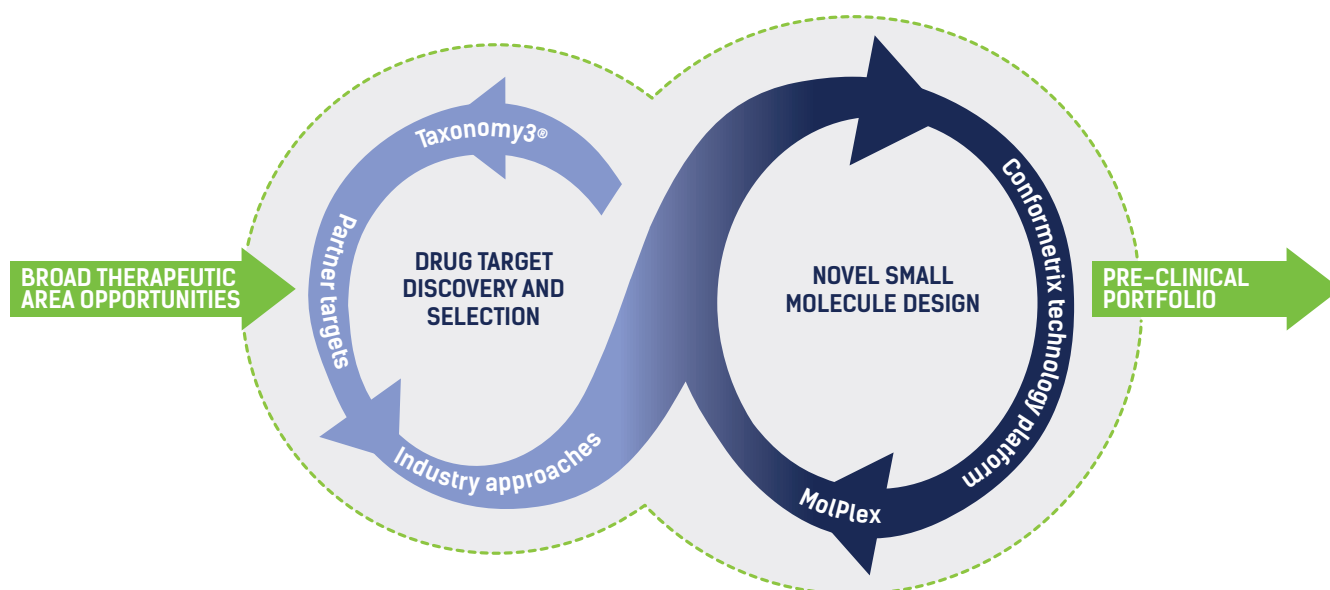 BROAD THERAPEUTIC
AREA OPPORTUNITIES
Taxonomy3®
Partner targets
Industry approaches
DRUG TARGET
DISCOVERY AND
SELECTION
NOVEL SMALL
MOLECULE DESIGN
Conformetrix technology platform
MolPlex
PRE-CLINICAL
PORTFOLIO